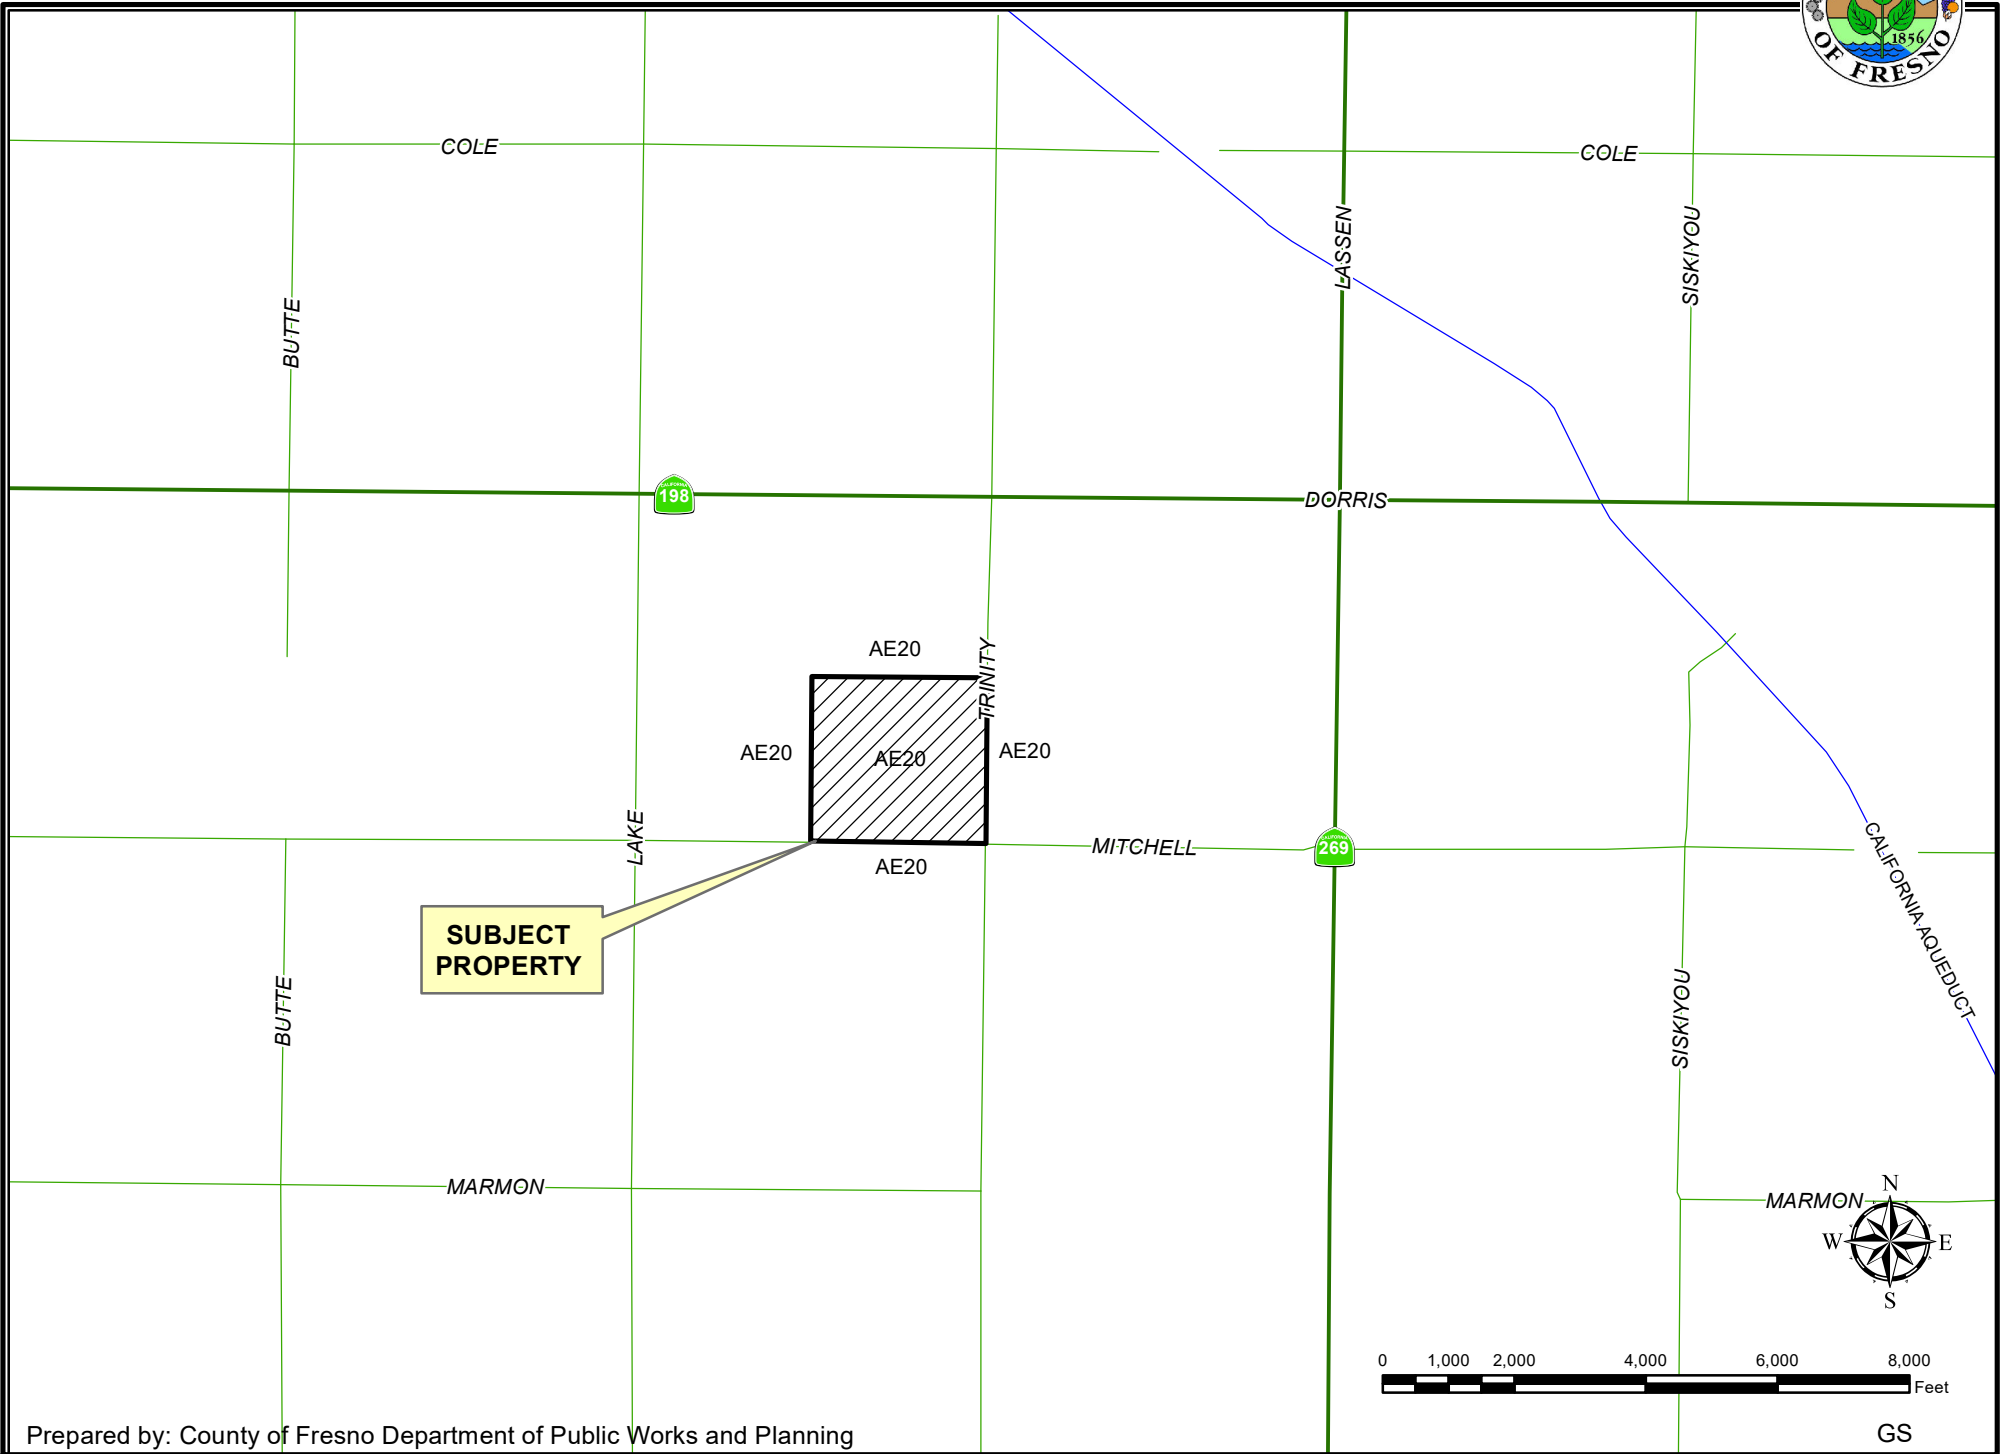 1856
OF FRESNO
COLE
COLE
LASSEN
SISKIYOU
BUTTE
CALIFORNIA
198
DORRIS
AE20
TRINITY
AE20
AE20
AE20
LAKE
MITCHELL
CALIFORNIA
269
AE20
CALIFORNIA AQUEDUCT
SUBJECT
PROPERTY
BUTTE
SISKIYOU
MARMON
MARMON
N
W
E
S
0 1,000 2,000 4,000 6,000 8,000
Feet
Prepared by: County of Fresno Department of Public Works and Planning
GS